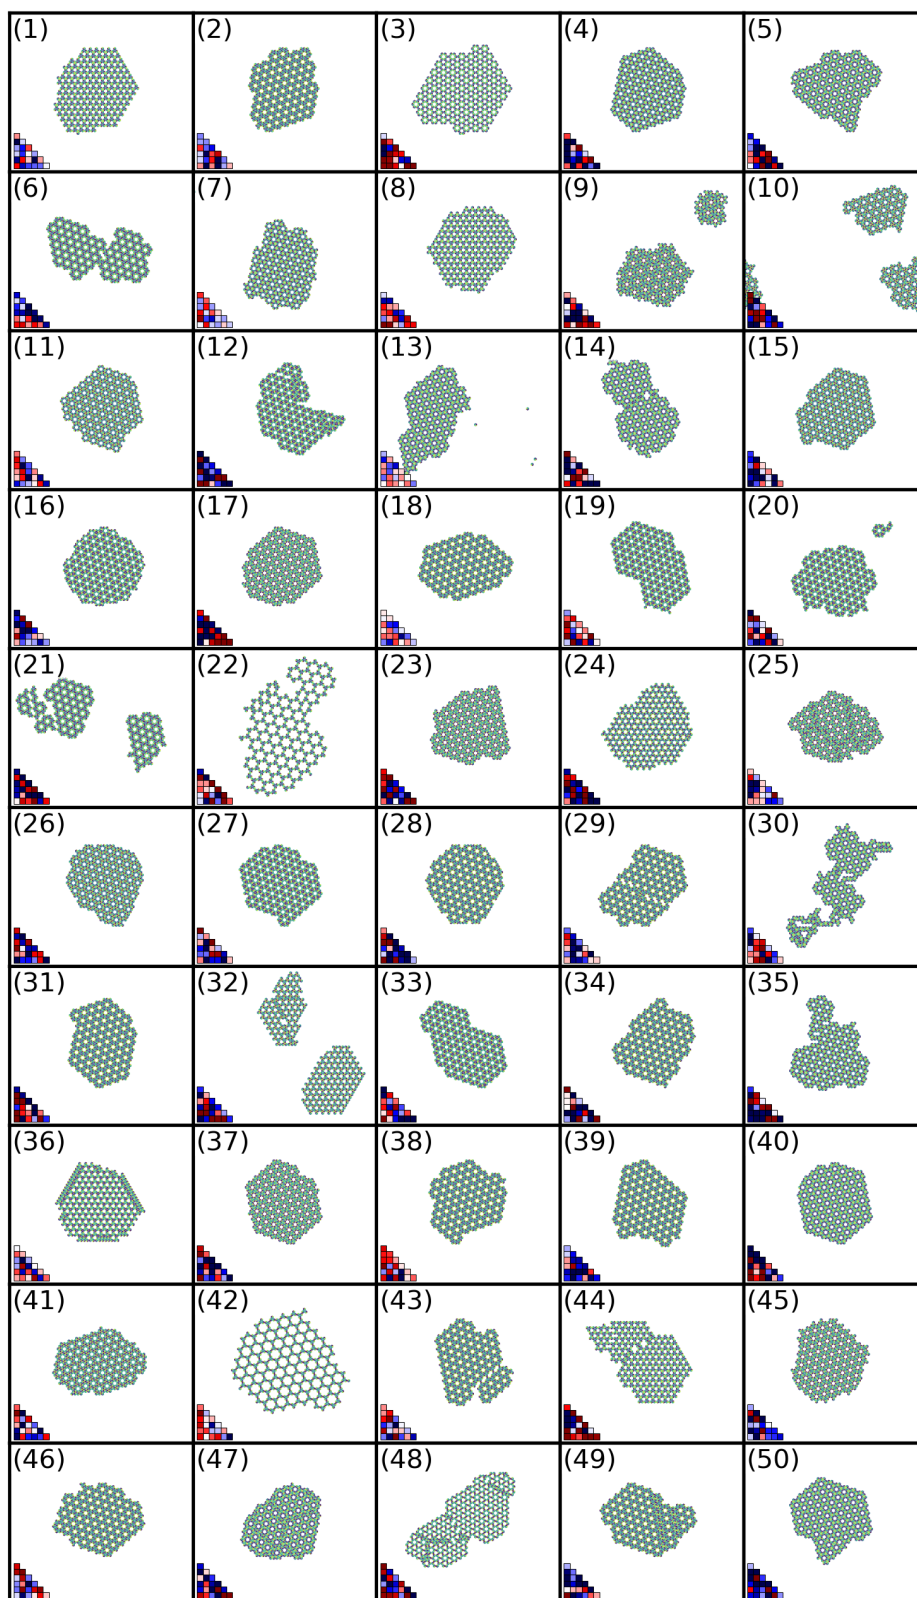 (1) (2) (3) (4) (5)
(6) (7) (8) (9) (10)
(11) (12) (13) (14) (15)
(16) (17) (18) (19) (20)
(21) (22) (23) (24) (25)
(26) (27) (28) (29) (30)
(31) (32) (33) (34) (35)
(36) (37) (38) (39) (40)
(41) (42) (43) (44) (45)
(46) (47) (48) (49) (50)